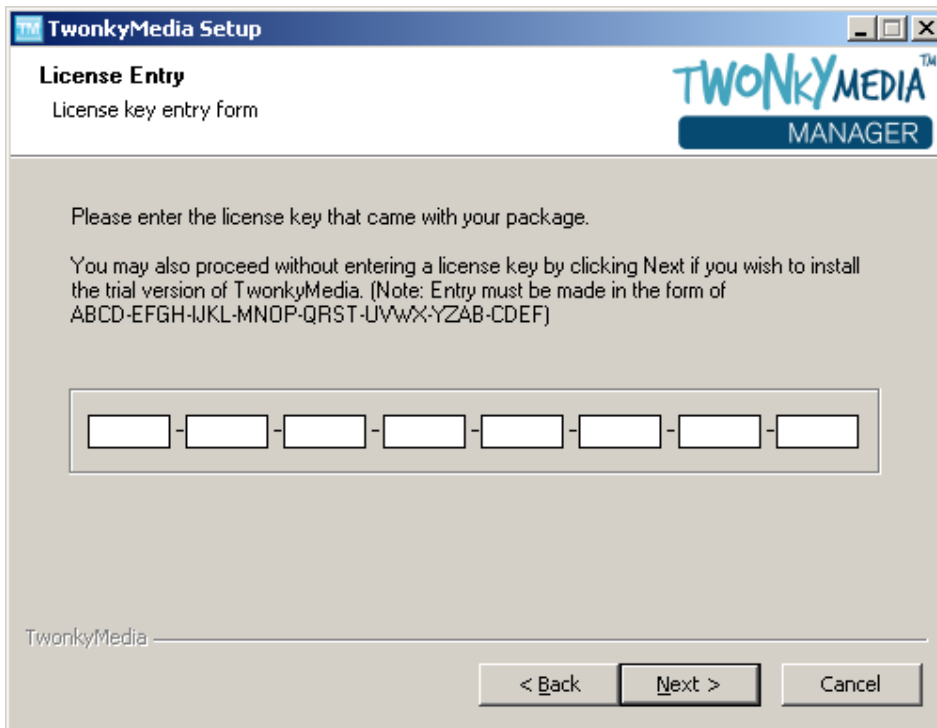 TM TwonkyMedia Setup
License Entry
License key entry form
TWONKYMEDIA™
MANAGER
Please enter the license key that came with your package.
You may also proceed without entering a license key by clicking Next if you wish to install
the trial version of TwonkyMedia. (Note: Entry must be made in the form of
ABCD-EFGH-IJKL-MNOP-QRST-UVWX-YZAB-CDEF)
- - - - - - -
TwonkyMedia
< Back Next > Cancel